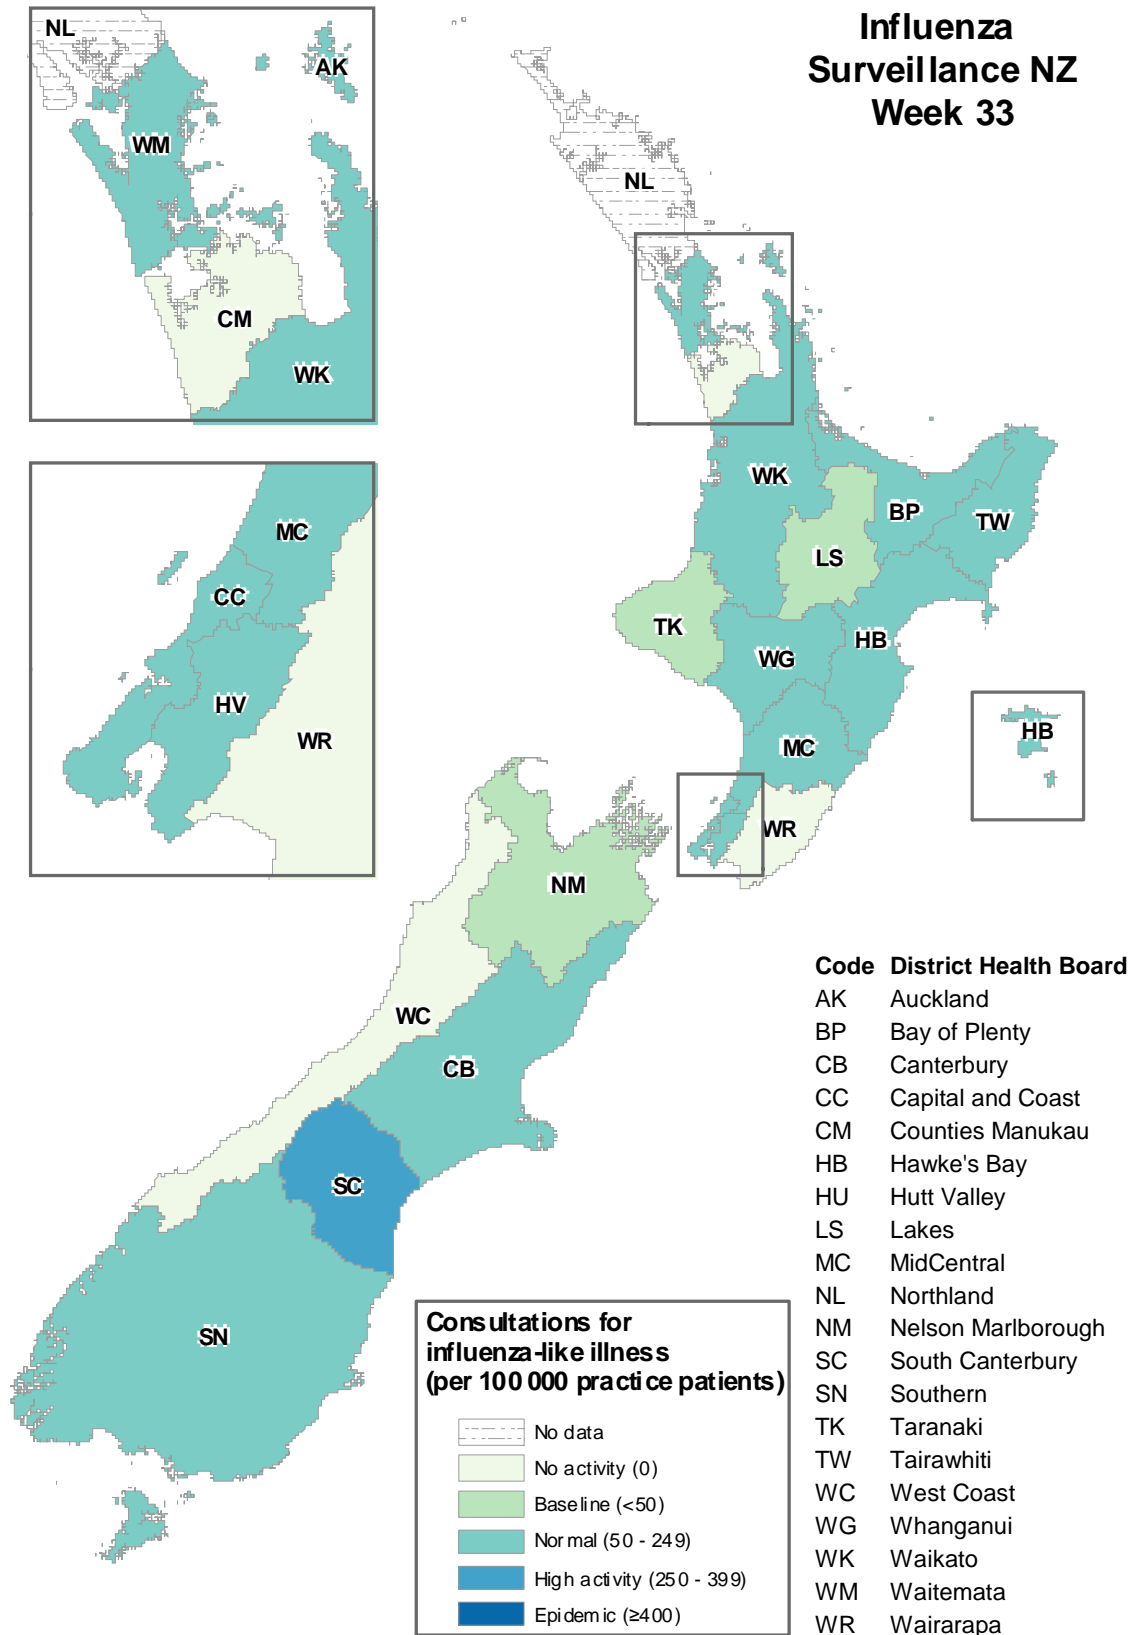 Influenza
Surveillance NZ
Week 33
NL
AK
WM
CM
WK
NL
MC
CC
HV
WR
WK
BP
TW
LS
TK
HB
WG
MC
HB
WR
NM
WC
CB
SC
SN
Code District Health Board
AK Auckland
BP Bay of Plenty
CB Canterbury
CC Capital and Coast
CM Counties Manukau
HB Hawke's Bay
HU Hutt Valley
LS Lakes
MC MidCentral
NL Northland
NM Nelson Marlborough
SC South Canterbury
SN Southern
TK Taranaki
TW Tairawhiti
WC West Coast
WG Whanganui
WK Waikato
WM Waitemata
WR Wairarapa
Consultations for
influenza-like illness
(per 100 000 practice patients)
No data
No activity (0)
Baseline (<50)
Normal (50 - 249)
High activity (250 - 399)
Epidemic (≥400)